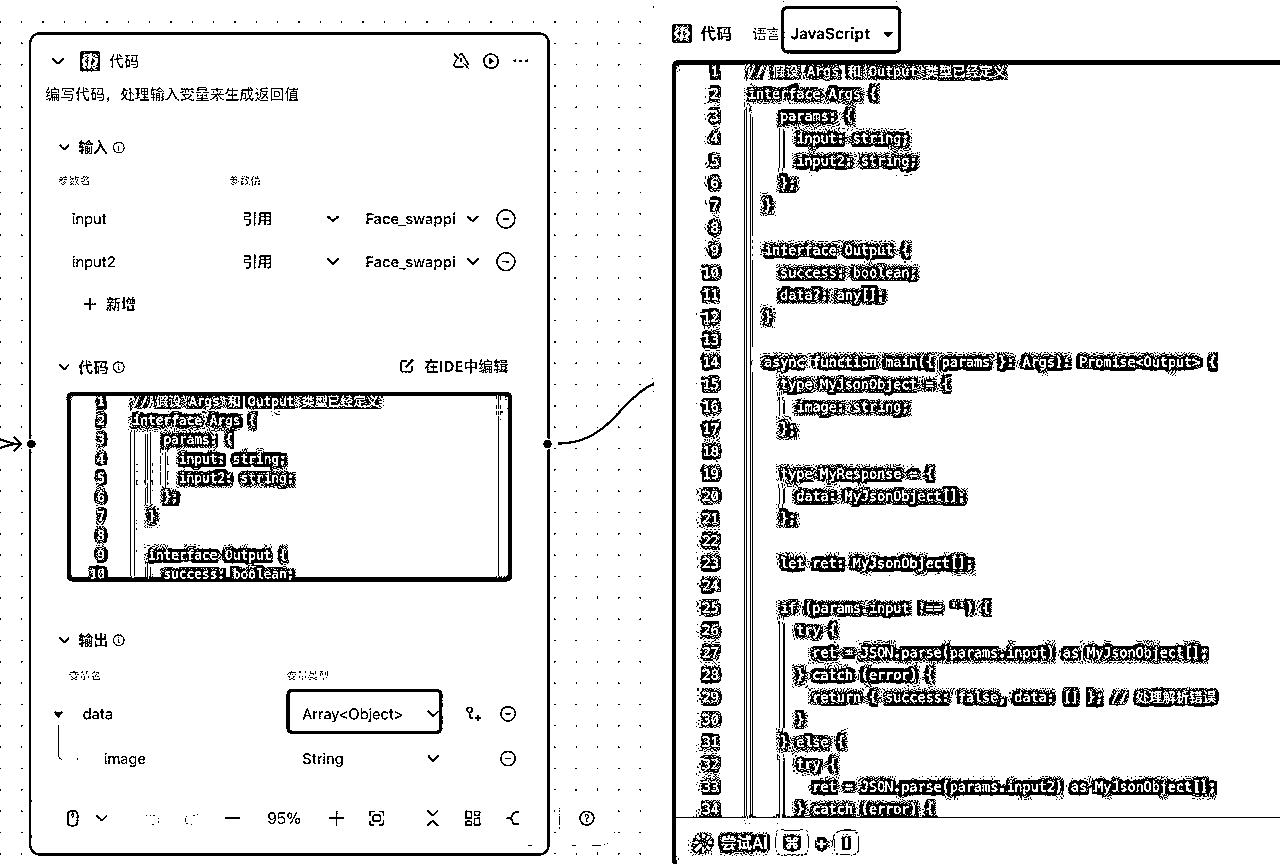 代码
编写代码，处理输入变量来生成返回值
输入
参数名 参数值
input 引用 Face_swappi
input2 引用 Face_swappi
+ 新增
代码 在IDE中编辑
1 // 假设 Args 和 Output 类型已经定义
2 interface Args {
3 params: {
4 input: string;
5 input2: string;
6 };
7 }
8
9 interface Output {
10 success: boolean;
输出
变量名 变量类型
data Array<Object>
image String
95%
代码 语言 JavaScript
1 // 假设 Args 和 Output 类型已经定义
2 interface Args {
3 params: {
4 input: string;
5 input2: string;
6 };
7 }
8
9 interface Output {
10 success: boolean;
11 data?: any[];
12 }
13
14 async function main({ params }: Args): Promise<Output> {
15 type MyJsonObject = {
16 image: string;
17 };
18
19 type MyResponse = {
20 data: MyJsonObject[];
21 };
22
23 let ret: MyJsonObject[];
24
25 if (params.input !== "") {
26 try {
27 ret = JSON.parse(params.input) as MyJsonObject[];
28 } catch (error) {
29 return { success: false, data: [] }; // 处理解析错误
30 }
31 } else {
32 try {
33 ret = JSON.parse(params.input2) as MyJsonObject[];
34 } catch (error) {
尝试AI ⌘ + I